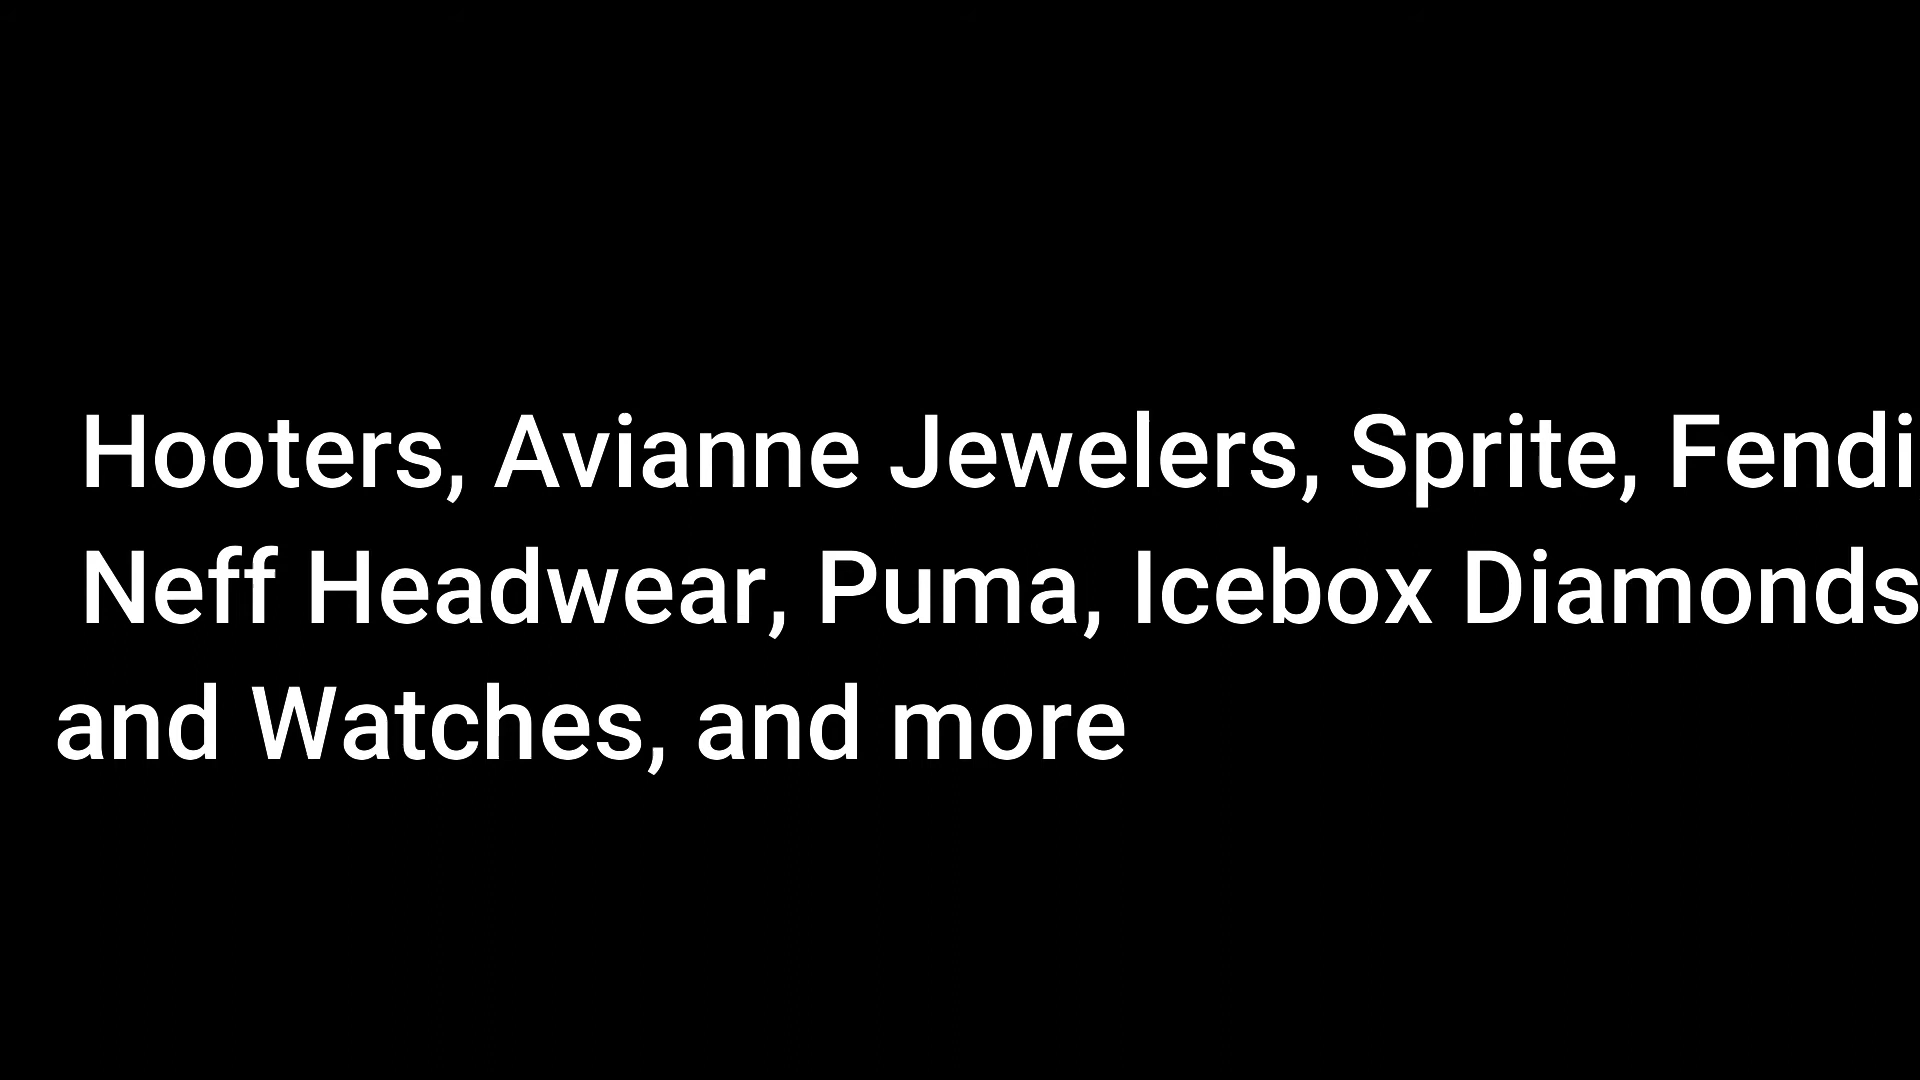 Hooters, Avianne Jewelers, Sprite, Fendi
Neff Headwear, Puma, Icebox Diamonds
and Watches, and more